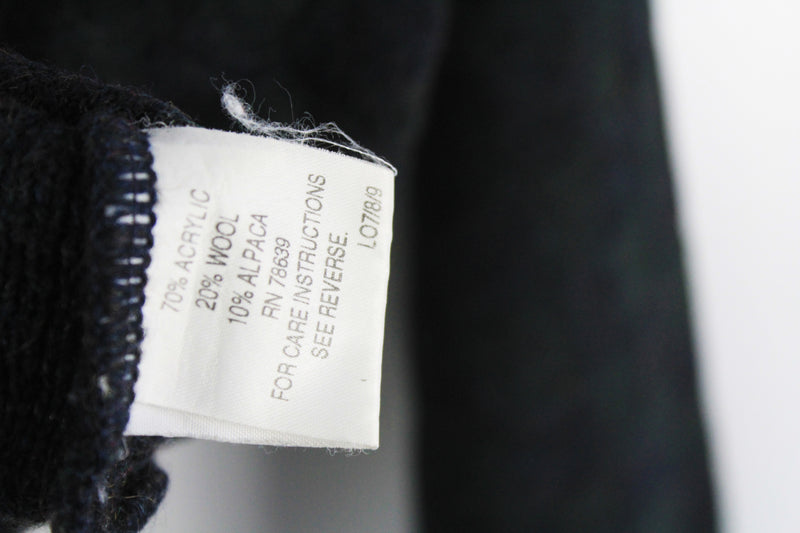 70% ACRYLIC
20% WOOL
10% ALPACA
RN 78639
FOR CARE INSTRUCTIONS
SEE REVERSE.
LO7/8/9